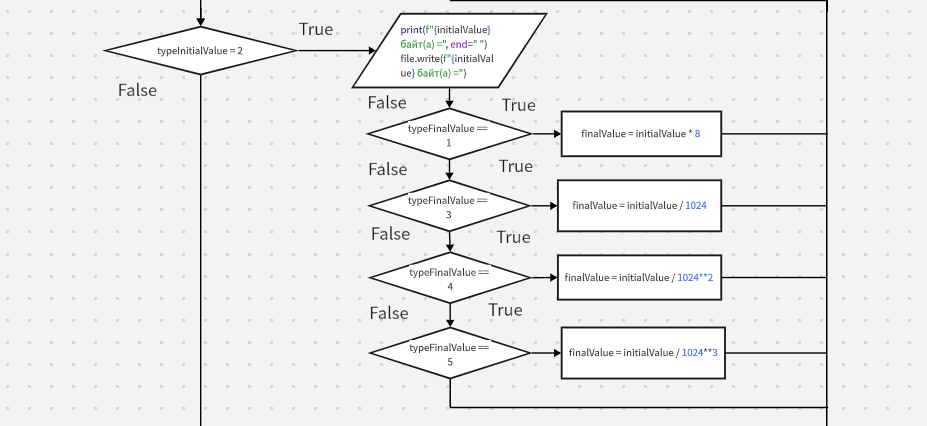 True
print(f"{initialValue}
байт(а) =", end=" ")
file.write(f"{initialVal
ue} байт(а) =")
typeInitialValue = 2
False
False
True
typeFinalValue ==
1
finalValue = initialValue * 8
False
True
typeFinalValue ==
3
finalValue = initialValue / 1024
False
True
typeFinalValue ==
4
finalValue = initialValue / 1024**2
False
True
typeFinalValue ==
5
finalValue = initialValue / 1024**3